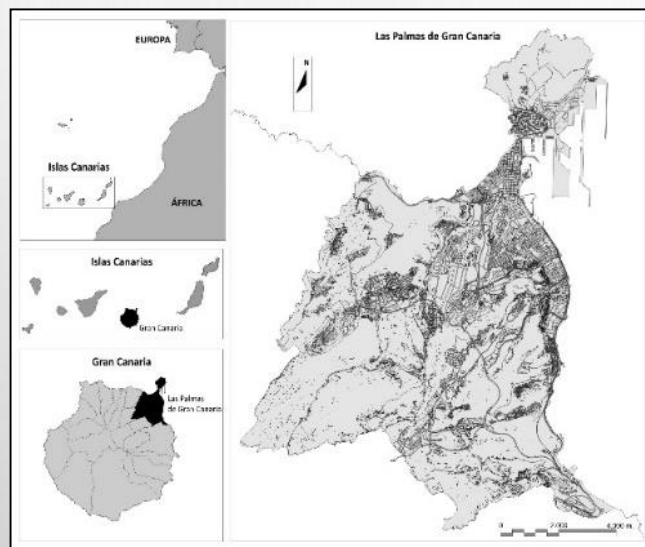 EUROPA
Islas Canarias
ÁFRICA
Islas Canarias
Gran Canaria
Gran Canaria
Las Palmas
de Gran Canaria
Las Palmas de Gran Canaria
N
0 2.000 4.000 m.